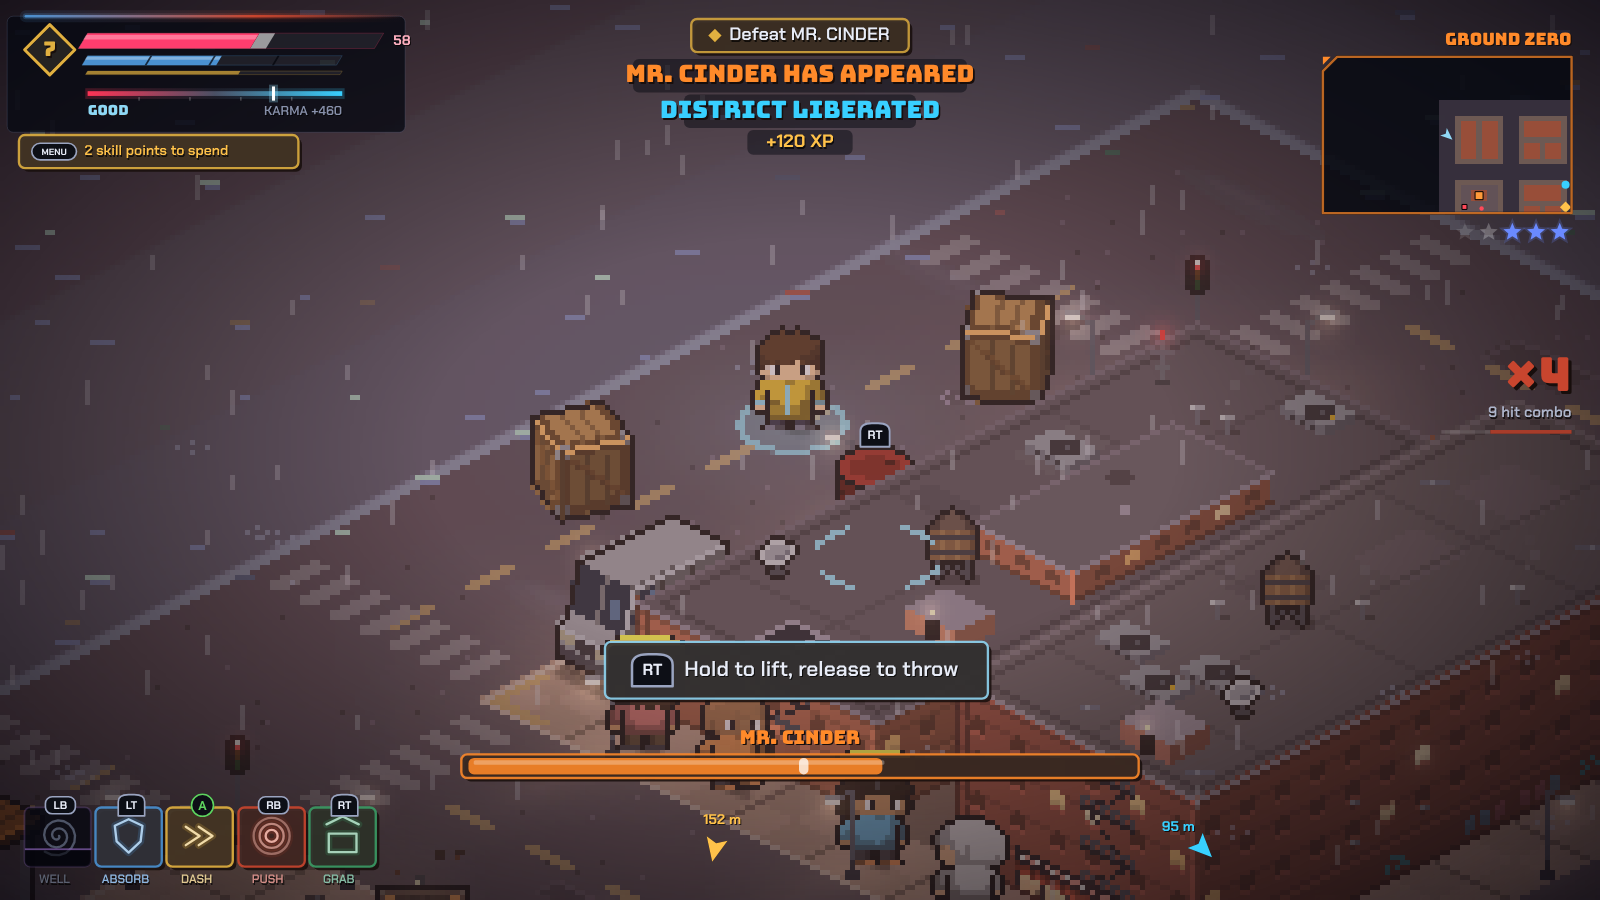 7
58
GOOD
KARMA +460
MENU 2 skill points to spend
Defeat MR. CINDER
MR. CINDER HAS APPEARED
DISTRICT LIBERATED
+120 XP
GROUND ZERO
×4
9 hit combo
RT
RT Hold to lift, release to throw
MR. CINDER
152 m
95 m
LB
LT
A
RB
RT
WELL
ABSORB
DASH
PUSH
GRAB